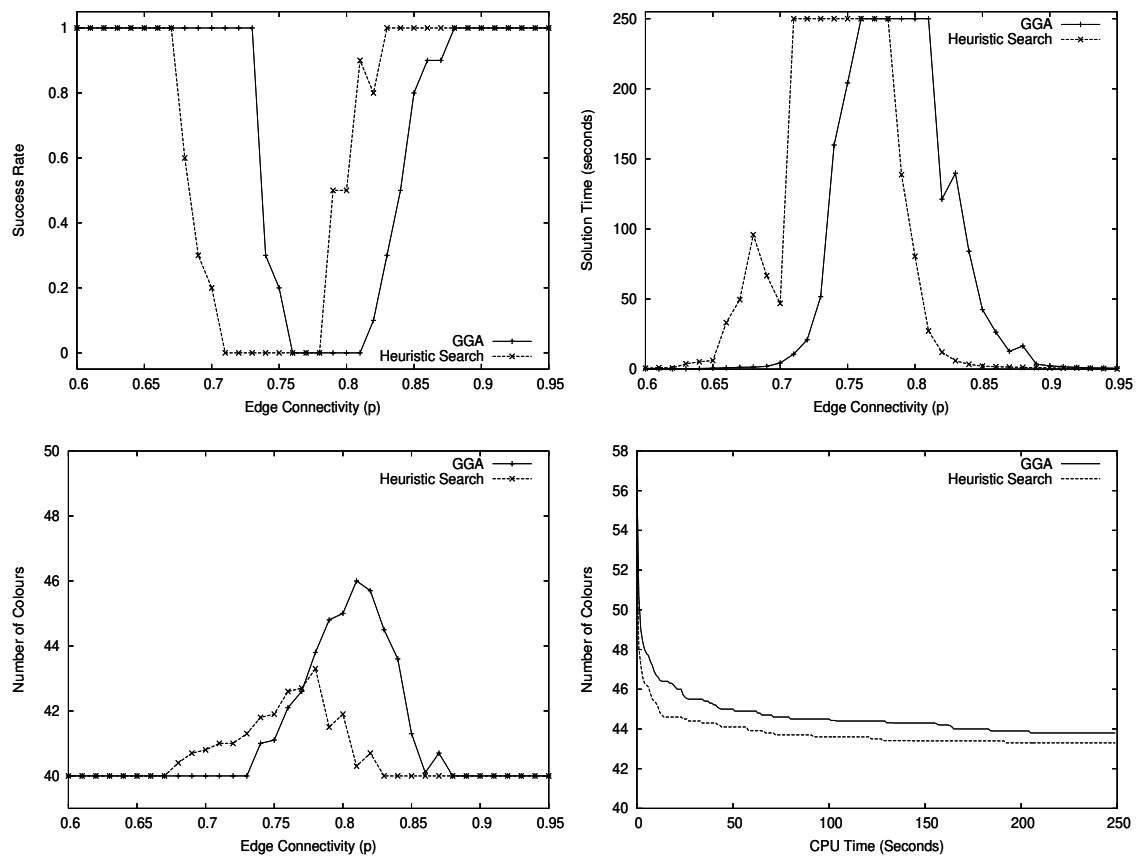 1
0.8
0.6
0.4
0.2
0
0.6 0.65 0.7 0.75 0.8 0.85 0.9 0.95
Success Rate
Edge Connectivity (p)
GGA
Heuristic Search
250
200
150
100
50
0
0.6 0.65 0.7 0.75 0.8 0.85 0.9 0.95
Solution Time (seconds)
Edge Connectivity (p)
GGA
Heuristic Search
50
48
46
44
42
40
0.6 0.65 0.7 0.75 0.8 0.85 0.9 0.95
Number of Colours
Edge Connectivity (p)
GGA
Heuristic Search
58
56
54
52
50
48
46
44
42
40
0 50 100 150 200 250
Number of Colours
CPU Time (Seconds)
GGA
Heuristic Search